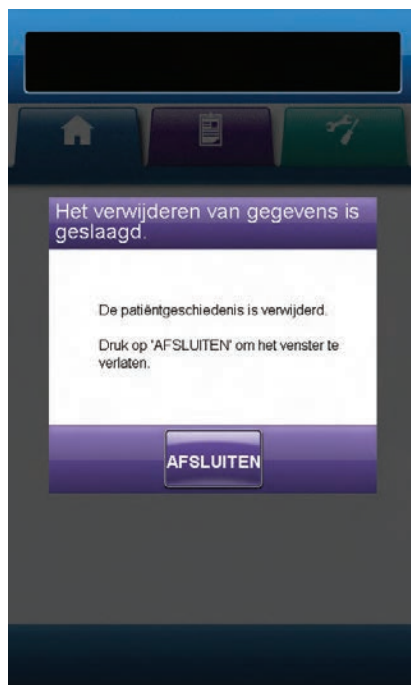 Het verwijderen van gegevens is
geslaagd.
De patiëntgeschiedenis is verwijderd.
Druk op 'AFSLUITEN' om het venster te
verlaten.
AFSLUITEN